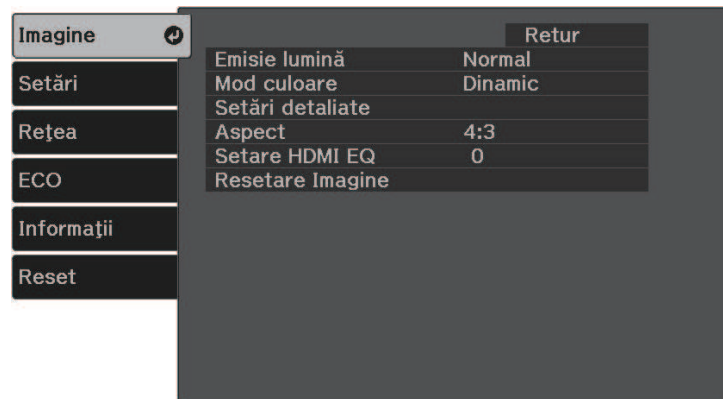 Imagine
Setări
Reţea
ECO
Informaţii
Reset
Retur
Emisie lumină Normal
Mod culoare Dinamic
Setări detaliate
Aspect 4:3
Setare HDMI EQ 0
Resetare Imagine